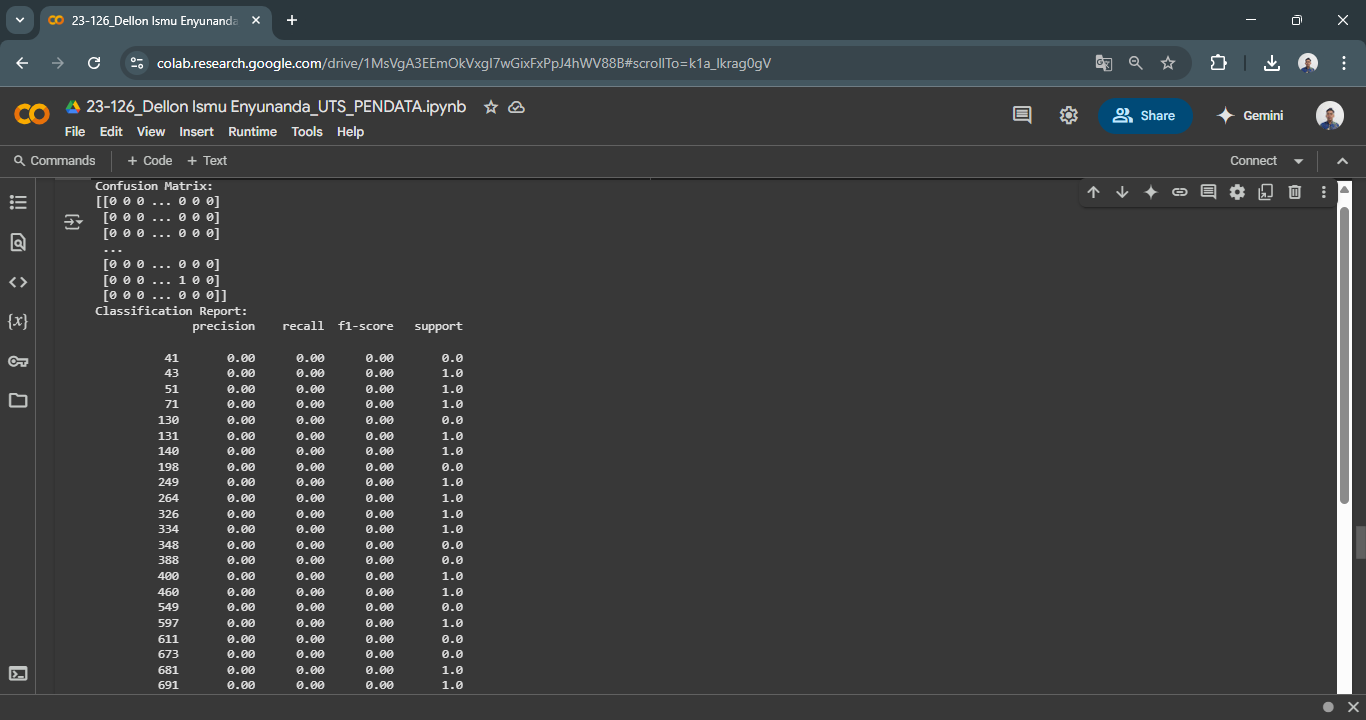 23-126_Dellon Ismu Enyunanda
colab.research.google.com/drive/1MsVgA3EEmOkVxgl7wGixFxPpJ4hWV88B#scrollTo=k1a_lkrag0gV
23-126_Dellon Ismu Enyunanda_UTS_PENDATA.ipynb
Share
Gemini
File Edit View Insert Runtime Tools Help
Commands + Code + Text
Connect
Confusion Matrix:
[[0 0 0 ... 0 0 0]
[0 0 0 ... 0 0 0]
[0 0 0 ... 0 0 0]
...
[0 0 0 ... 0 0 0]
[0 0 0 ... 1 0 0]
[0 0 0 ... 0 0 0]]
Classification Report:
precision recall f1-score support
41 0.00 0.00 0.00 0.0
43 0.00 0.00 0.00 1.0
51 0.00 0.00 0.00 1.0
71 0.00 0.00 0.00 1.0
130 0.00 0.00 0.00 0.0
131 0.00 0.00 0.00 1.0
140 0.00 0.00 0.00 1.0
198 0.00 0.00 0.00 0.0
249 0.00 0.00 0.00 1.0
264 0.00 0.00 0.00 1.0
326 0.00 0.00 0.00 1.0
334 0.00 0.00 0.00 1.0
348 0.00 0.00 0.00 0.0
388 0.00 0.00 0.00 0.0
400 0.00 0.00 0.00 1.0
460 0.00 0.00 0.00 1.0
549 0.00 0.00 0.00 0.0
597 0.00 0.00 0.00 1.0
611 0.00 0.00 0.00 0.0
673 0.00 0.00 0.00 0.0
681 0.00 0.00 0.00 1.0
691 0.00 0.00 0.00 1.0